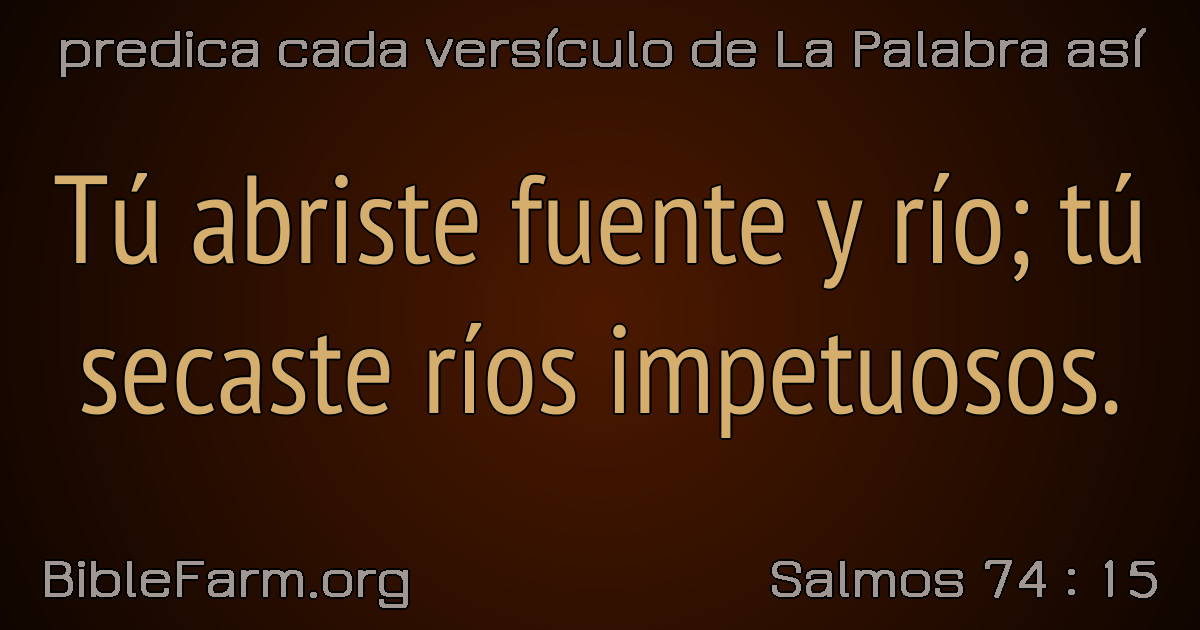 predica cada versículo de La Palabra así
Tú abriste fuente y río; tú
secaste ríos impetuosos.
BibleFarm.org
Salmos 74 : 15